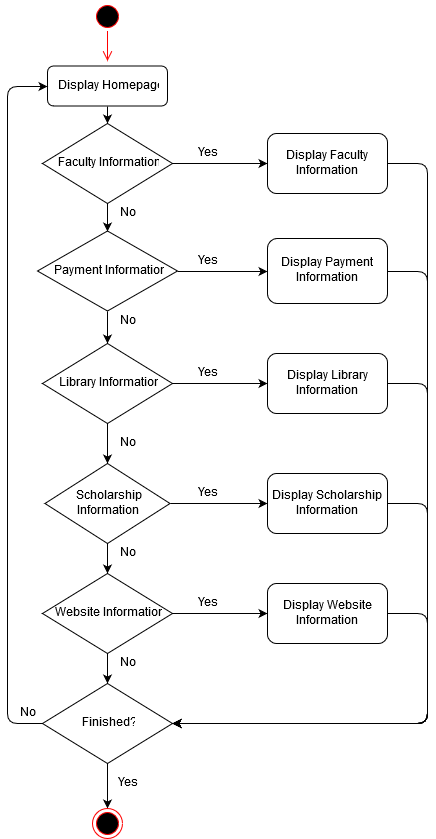 Display Homepage
Faculty Information
Yes
Display Faculty
Information
No
Payment Information
Yes
Display Payment
Information
No
Library Information
Yes
Display Library
Information
No
Scholarship
Information
Yes
Display Scholarship
Information
No
Website Information
Yes
Display Website
Information
No
Finished?
No
Yes